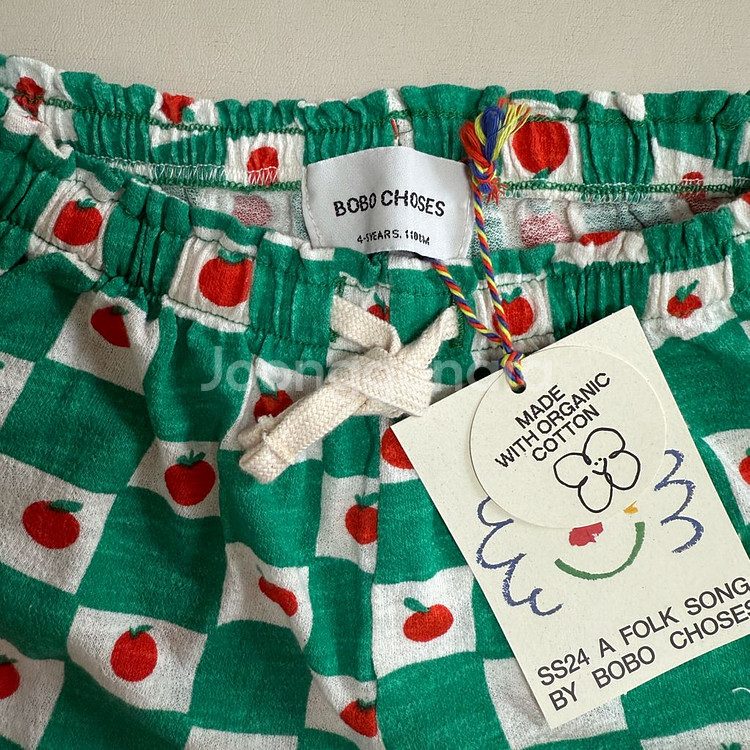 BOBO CHOSES
4-5YEARS. 110CM
MADE
WITH ORGANIC
COTTON
SS24 A FOLK SONG
BY BOBO CHOSES